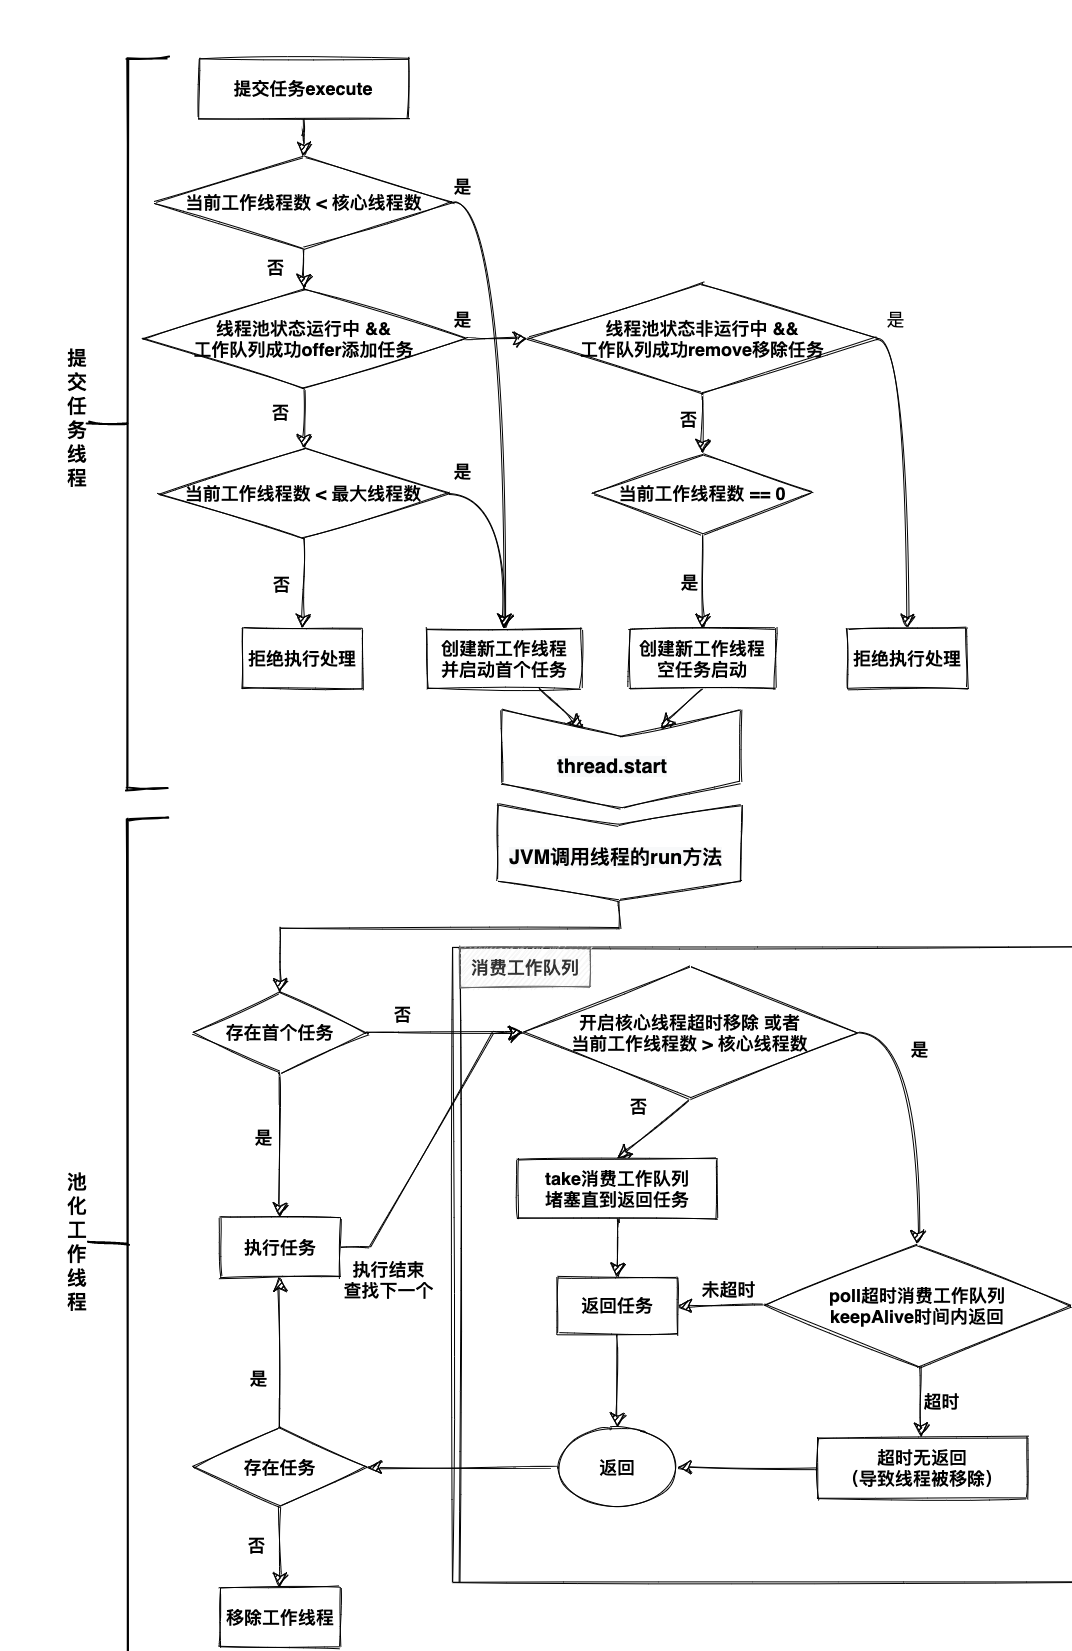 提交任务execute
当前工作线程数 < 核心线程数
是
否
线程池状态运行中 &&
工作队列成功offer添加任务
是
线程池状态非运行中 &&
工作队列成功remove移除任务
是
否
否
当前工作线程数 < 最大线程数
是
当前工作线程数 == 0
否
是
拒绝执行处理
创建新工作线程
并启动首个任务
创建新工作线程
空任务启动
拒绝执行处理
提交任务线程
thread.start
JVM调用线程的run方法
消费工作队列
存在首个任务
否
开启核心线程超时移除 或者
当前工作线程数 > 核心线程数
是
否
是
take消费工作队列
堵塞直到返回任务
池化工作线程
执行任务
执行结束
查找下一个
返回任务
未超时
poll超时消费工作队列
keepAlive时间内返回
是
超时
存在任务
返回
超时无返回
（导致线程被移除）
否
移除工作线程